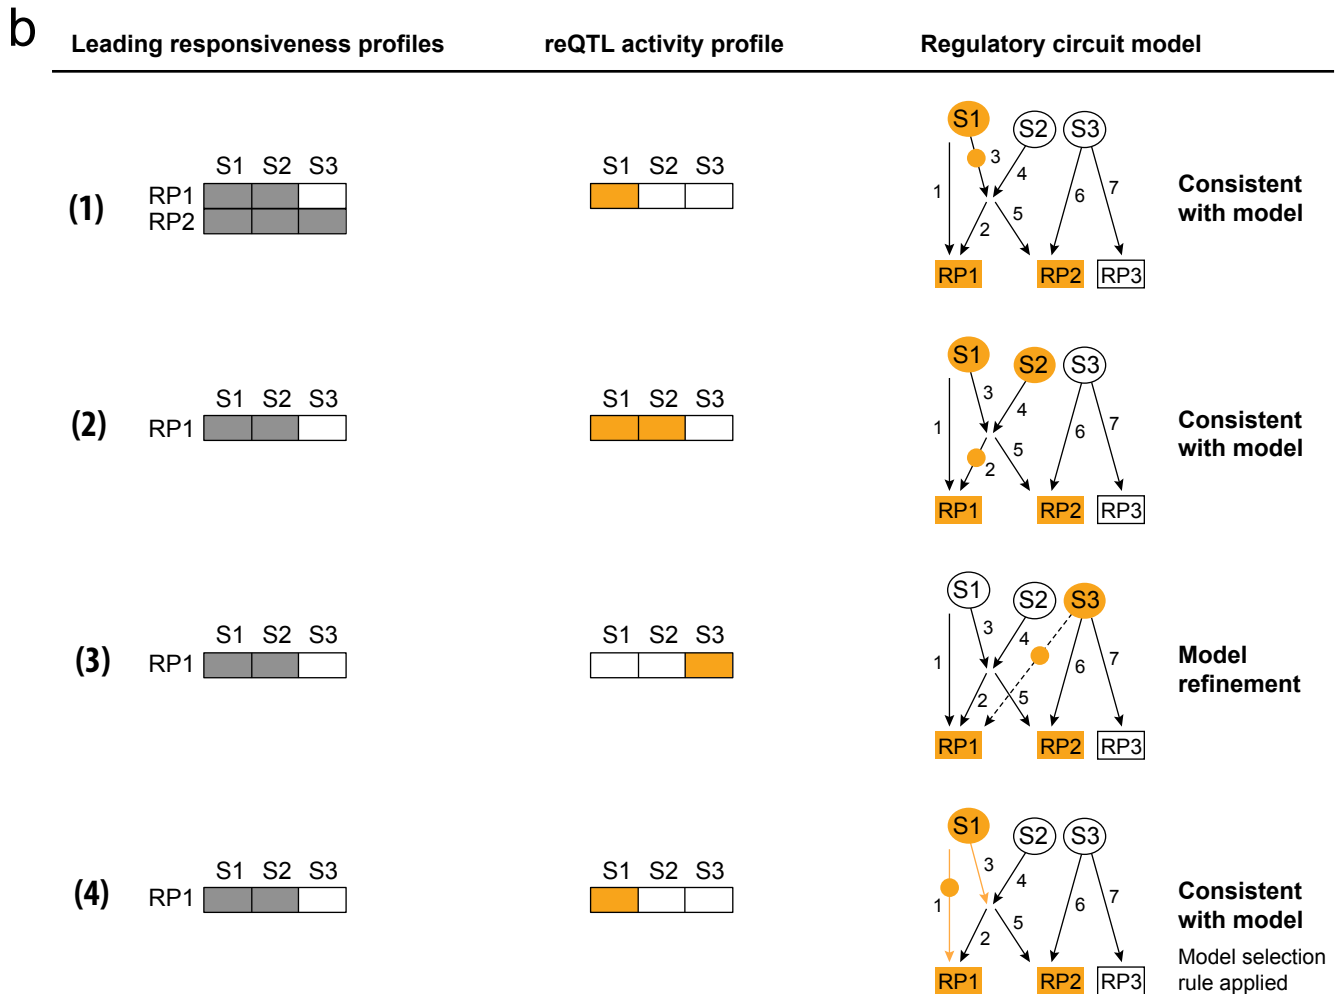 b
Leading responsiveness profiles reQTL activity profile Regulatory circuit model
(1)
S1 S2 S3
RP1
RP2
S1 S2 S3
S1 S2 S3
1 3 4 2 5 6 7
RP1 RP2 RP3
Consistent
with model
(2)
S1 S2 S3
RP1
S1 S2 S3
S1 S2 S3
1 3 4 2 5 6 7
RP1 RP2 RP3
Consistent
with model
(3)
S1 S2 S3
RP1
S1 S2 S3
S1 S2 S3
1 3 4 2 5 6 7
RP1 RP2 RP3
Model
refinement
(4)
S1 S2 S3
RP1
S1 S2 S3
S1 S2 S3
1 3 4 2 5 6 7
RP1 RP2 RP3
Consistent
with model
Model selection
rule applied